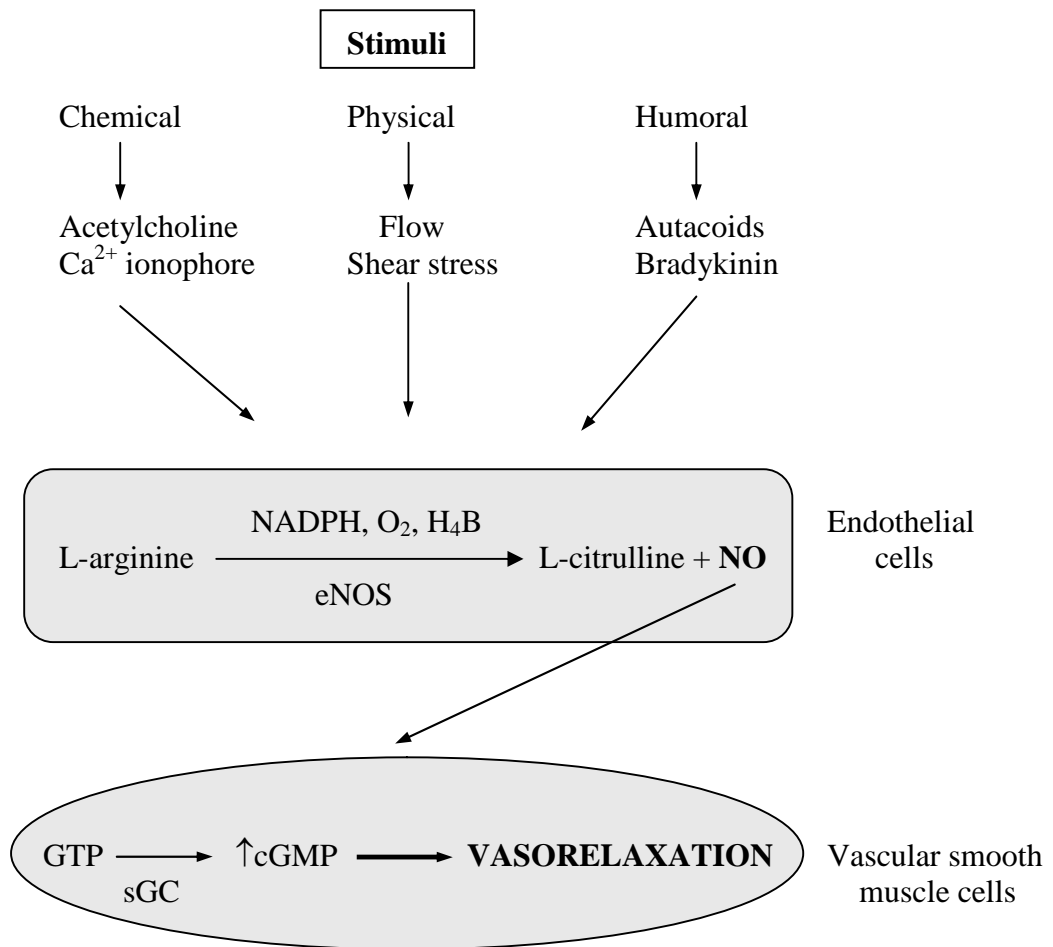 Stimuli
Chemical Physical Humoral
Acetylcholine Flow Autacoids
Ca²⁺ ionophore Shear stress Bradykinin
NADPH, O₂, H₄B
L-arginine L-citrulline + NO
eNOS
Endothelial
cells
GTP ↑cGMP VASORELAXATION
sGC
Vascular smooth
muscle cells